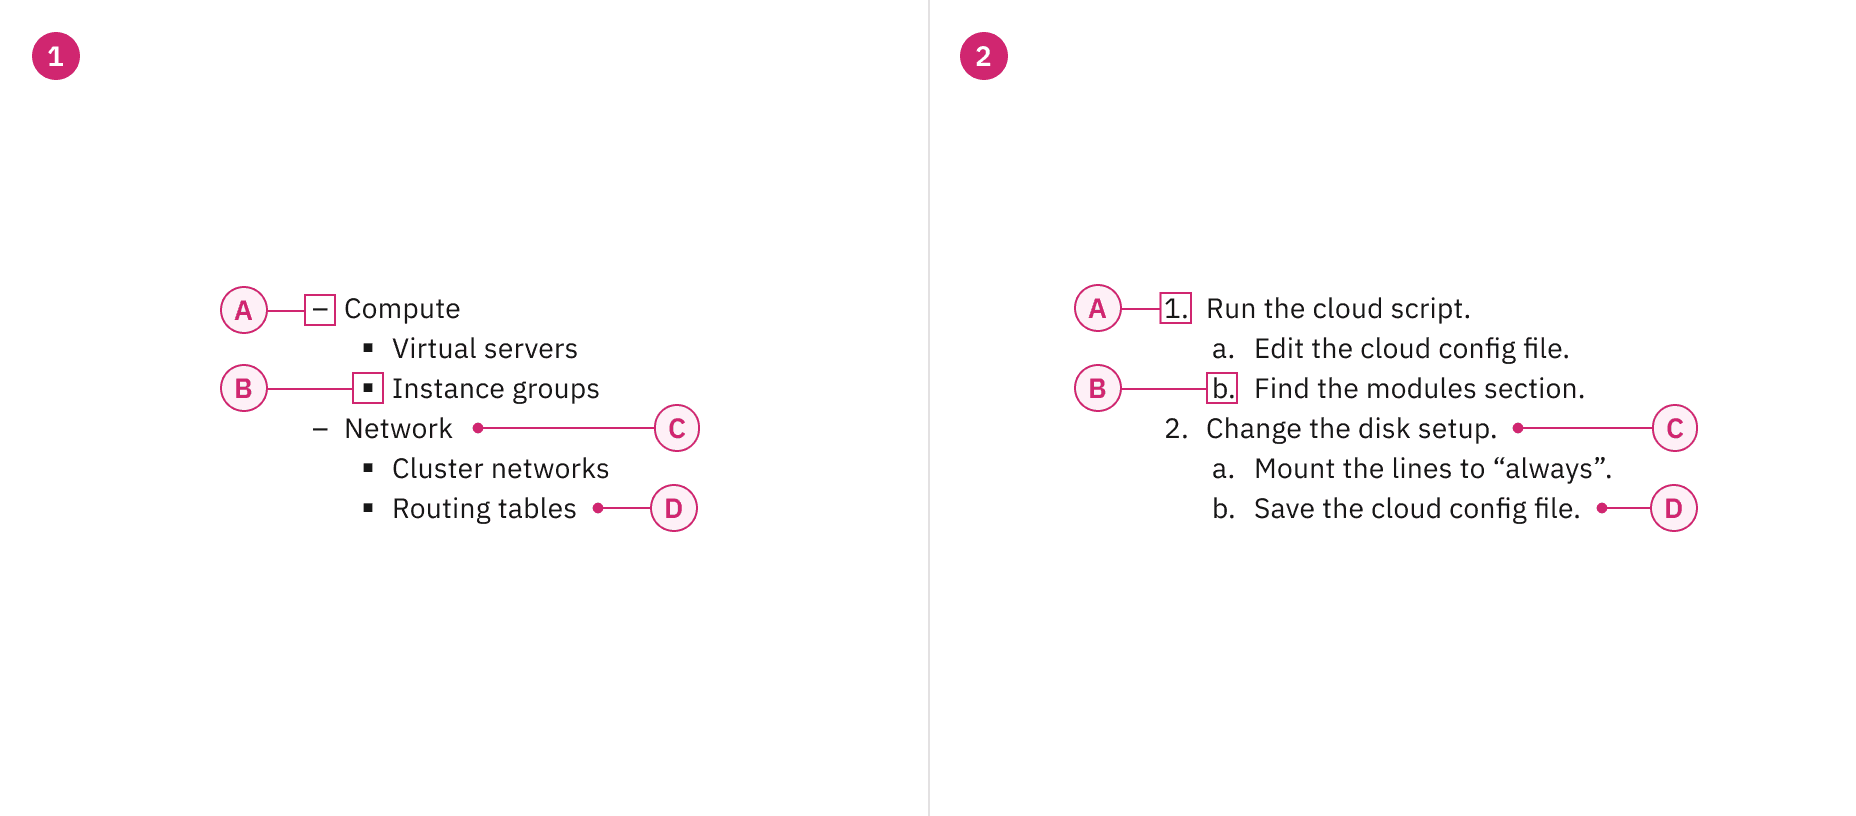 1
A – Compute
▪ Virtual servers
B ▪ Instance groups
– Network C
▪ Cluster networks
▪ Routing tables D
2
A 1. Run the cloud script.
a. Edit the cloud config file.
B b. Find the modules section.
2. Change the disk setup. C
a. Mount the lines to “always”.
b. Save the cloud config file. D